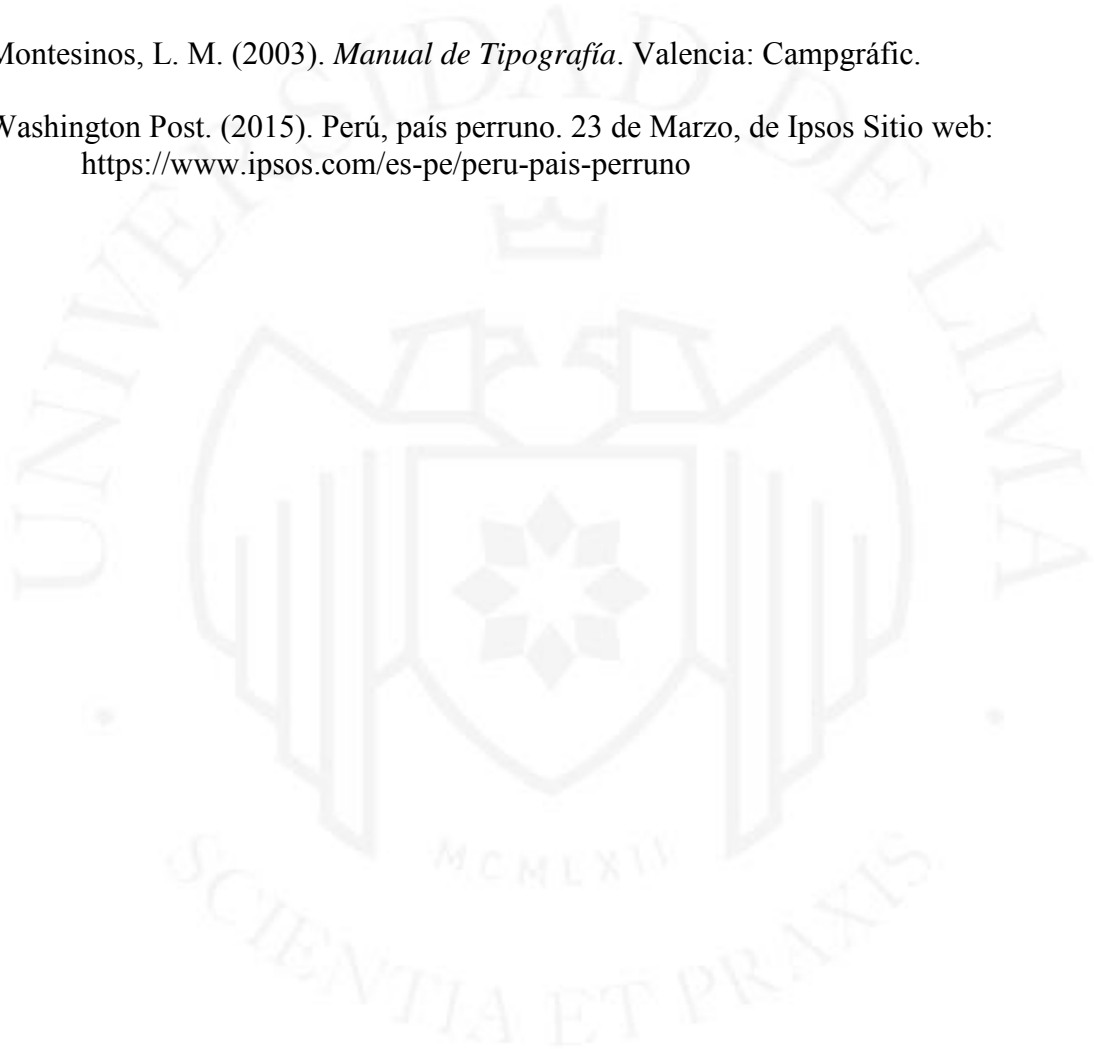 Montesinos, L. M. (2003). Manual de Tipografía. Valencia: Campgráfic.
Washington Post. (2015). Perú, país perruno. 23 de Marzo, de Ipsos Sitio web:
https://www.ipsos.com/es-pe/peru-pais-perruno
UNIVERSIDAD DE LIMA
MCMLXII
SCIENTIA ET PRAXIS